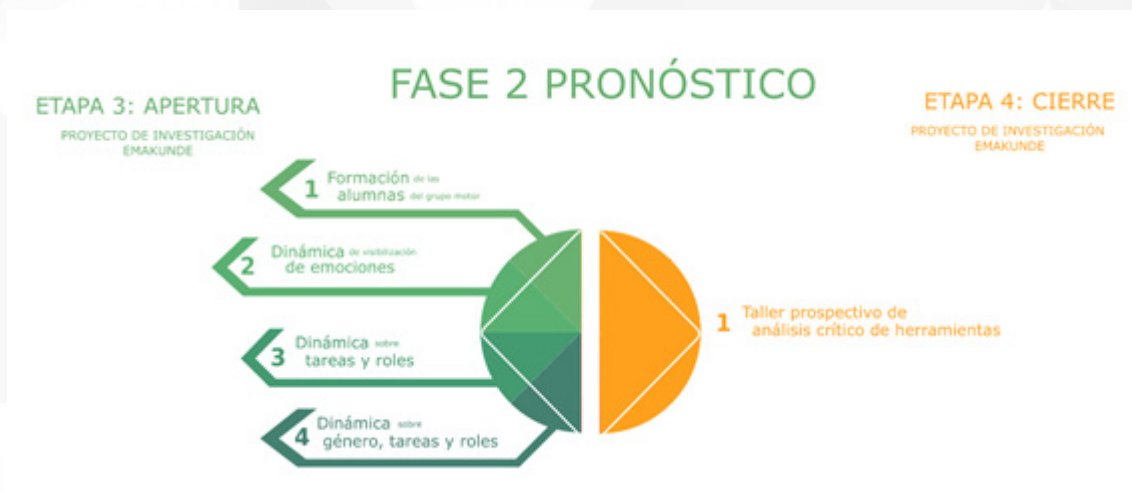 FASE 2 PRONÓSTICO
ETAPA 3: APERTURA
PROYECTO DE INVESTIGACIÓN
EMAKUNDE
1 Formación de las
alumnas del grupo motor
2 Dinámica de visibilización
de emociones
3 Dinámica sobre
tareas y roles
4 Dinámica sobre
género, tareas y roles
ETAPA 4: CIERRE
PROYECTO DE INVESTIGACIÓN
EMAKUNDE
1 Taller prospectivo de
análisis crítico de herramientas